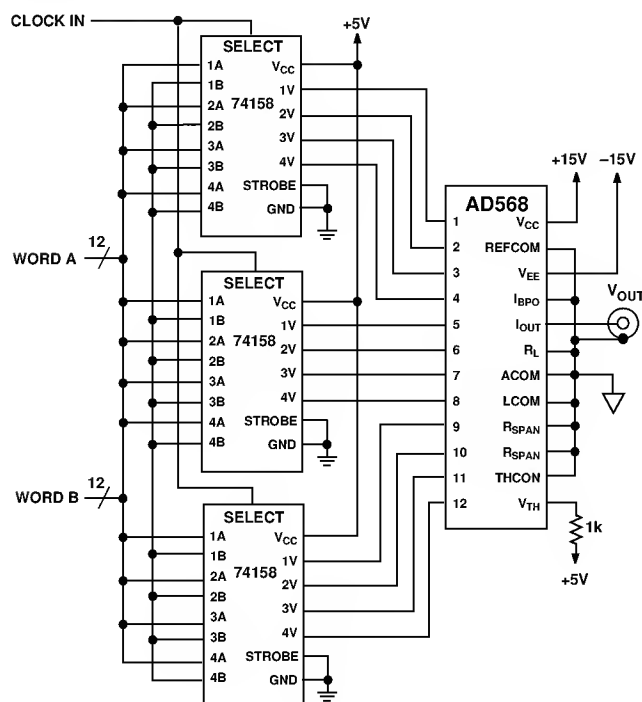 CLOCK IN
+5V
SELECT
1A
1B
2A
2B
3A
3B
4A
4B
74158
VCC
1V
2V
3V
4V
STROBE
GND
WORD A
12
SELECT
1A
1B
2A
2B
3A
3B
4A
4B
74158
VCC
1V
2V
3V
4V
STROBE
GND
WORD B
12
SELECT
1A
1B
2A
2B
3A
3B
4A
4B
74158
VCC
1V
2V
3V
4V
STROBE
GND
+15V
−15V
AD568
1
2
3
4
5
6
7
8
9
10
11
12
VCC
REFCOM
VEE
IBPO
IOUT
RL
ACOM
LCOM
RSPAN
RSPAN
THCON
VTH
VOUT
1k
+5V